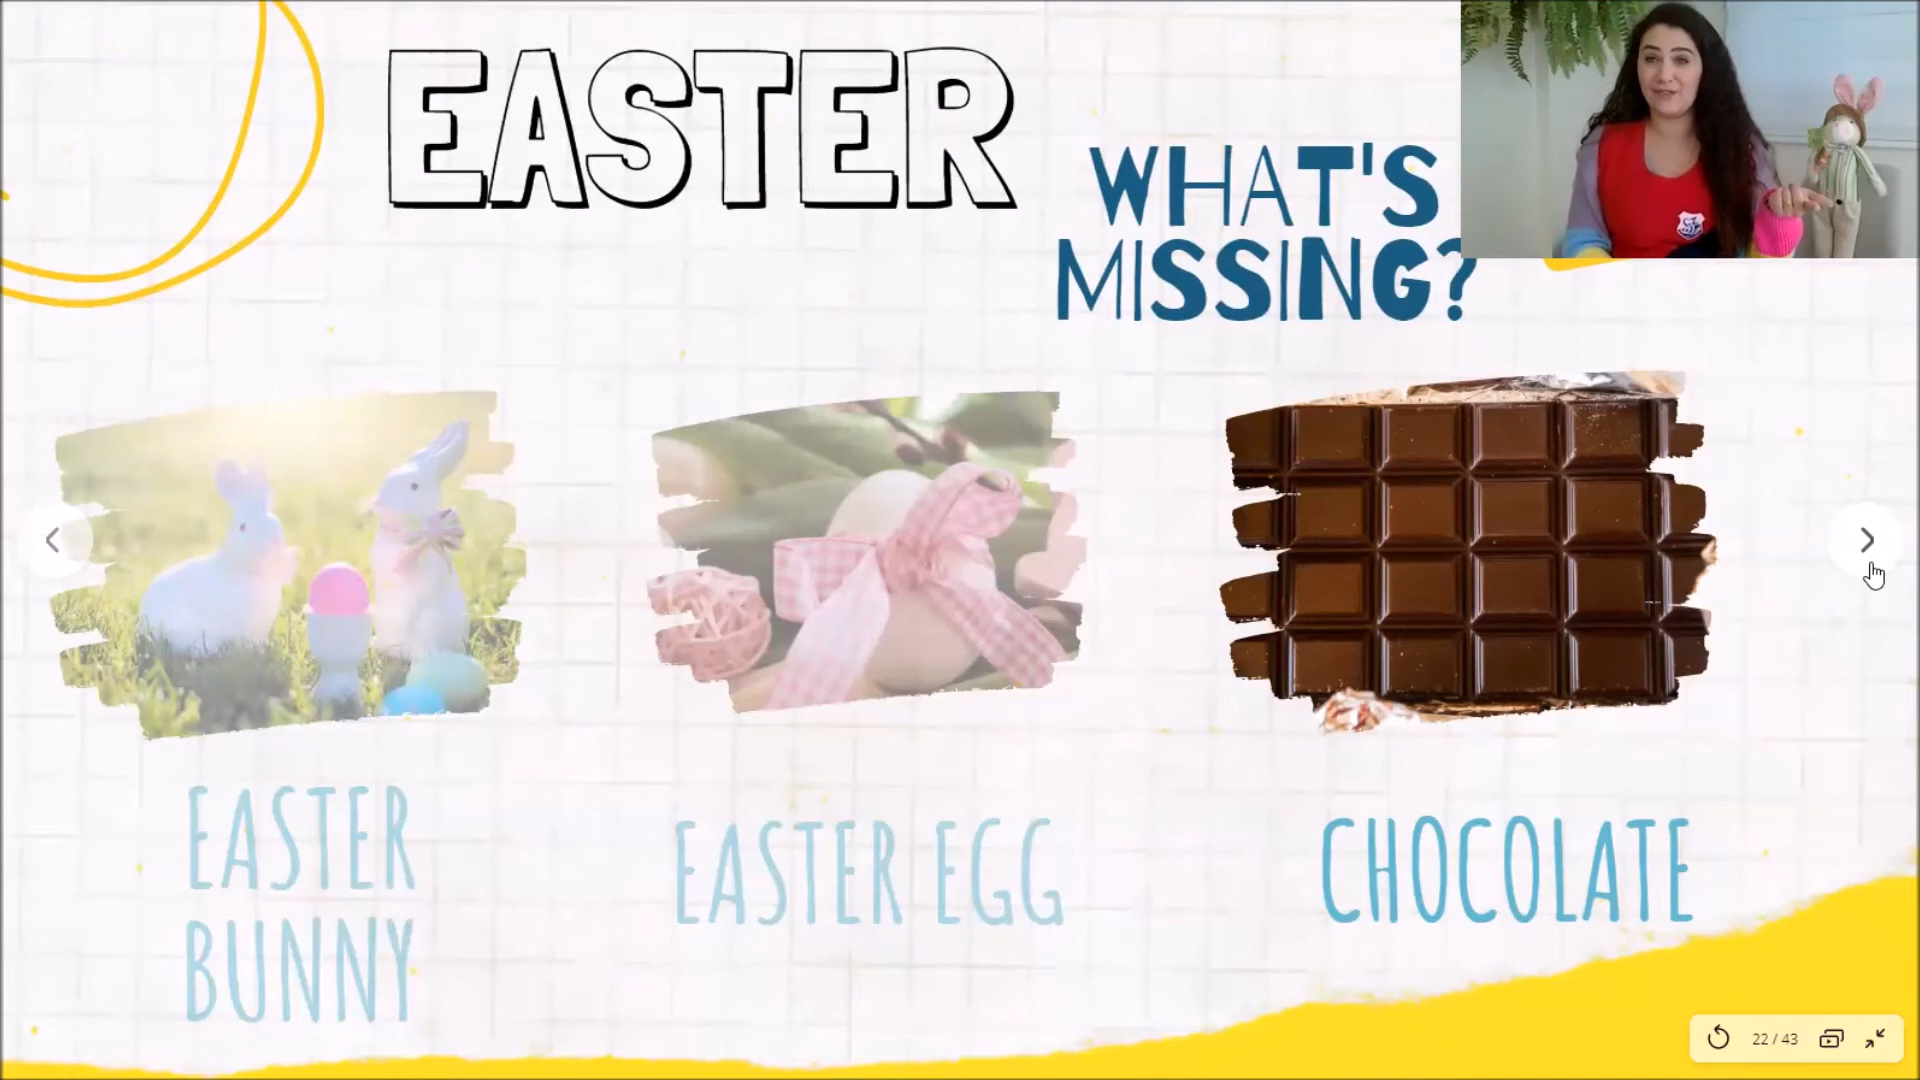 EASTER
WHAT'S
MISSING?
EASTER
BUNNY
EASTER EGG
CHOCOLATE
22 / 43